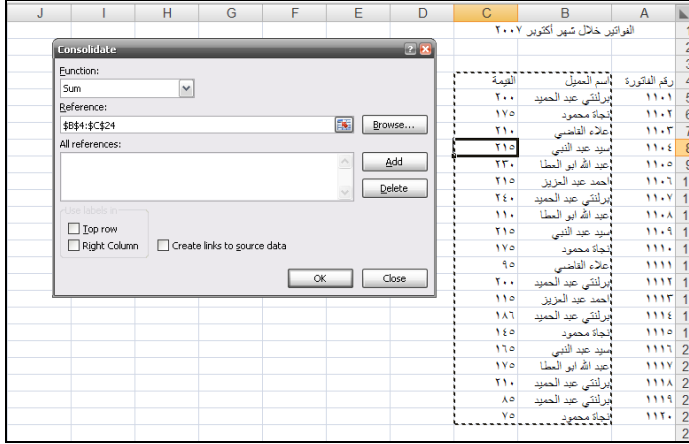 J I H G F E D C B A
الفواتير خلال شهر أكتوبر ٢٠٠٧
رقم الفاتورة اسم العميل القيمة
١١٠١ برلنتي عبد الحميد ٢٠٠
١١٠٢ نجاة محمود ١٧٥
١١٠٣ علاء القاضي ٢١٠
١١٠٤ سيد عبد النبي ٢١٥
١١٠٥ عبد الله ابو العطا ٢٣٠
١١٠٦ احمد عبد العزيز ٢١٥
١١٠٧ برلنتي عبد الحميد ٢٤٠
١١٠٨ عبد الله ابو العطا ١١٠
١١٠٩ سيد عبد النبي ٢١٥
١١١٠ نجاة محمود ١٧٥
١١١١ علاء القاضي ٩٥
١١١٢ برلنتي عبد الحميد ٢٠٠
١١١٣ احمد عبد العزيز ١١٥
١١١٤ برلنتي عبد الحميد ١٨٦
١١١٥ نجاة محمود ١٤٥
١١١٦ سيد عبد النبي ١٦٥
١١١٧ عبد الله ابو العطا ١٧٥
١١١٨ برلنتي عبد الحميد ٢١٠
١١١٩ برلنتي عبد الحميد ٨٥
١١٢٠ نجاة محمود ٧٥
Consolidate
Function:
Sum
Reference:
$B$4:$C$24 Browse...
All references:
Add
Delete
Use labels in
Top row
Right Column Create links to source data
OK Close